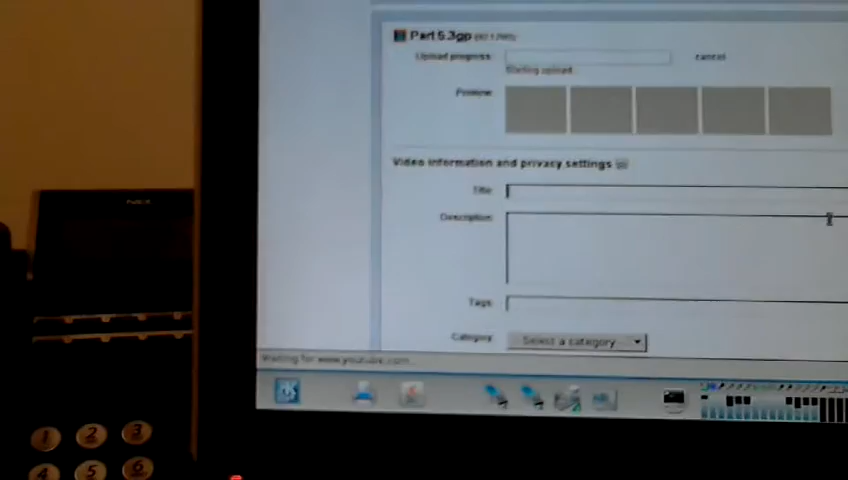 Part 5.3gp
Upload progress:
cancel
Starting upload...
Preview:
Video information and privacy settings
Title:
Description:
Tags:
Category:
Select a category
Waiting for www.youtube.com...
NEC
1 2 3
4 5 6